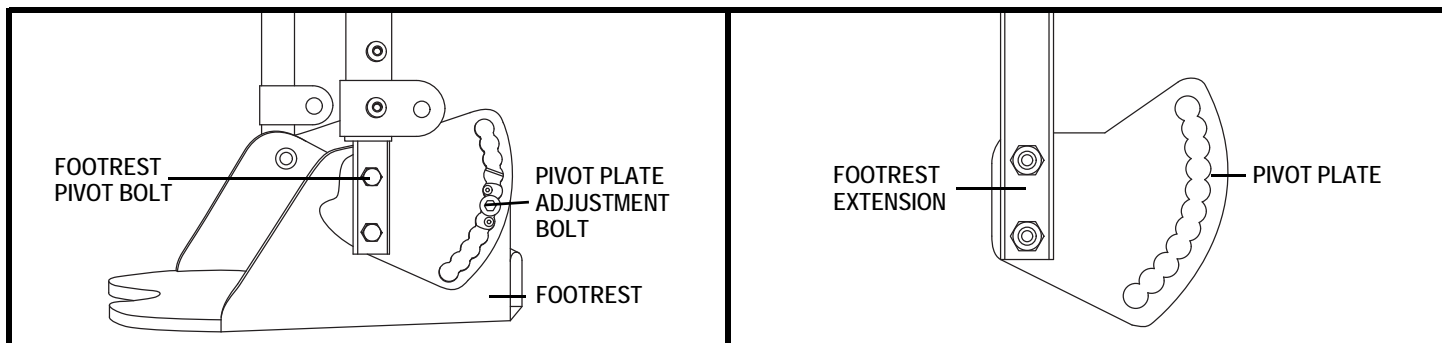 FOOTREST
PIVOT BOLT
PIVOT PLATE
ADJUSTMENT
BOLT
FOOTREST
FOOTREST
EXTENSION
PIVOT PLATE